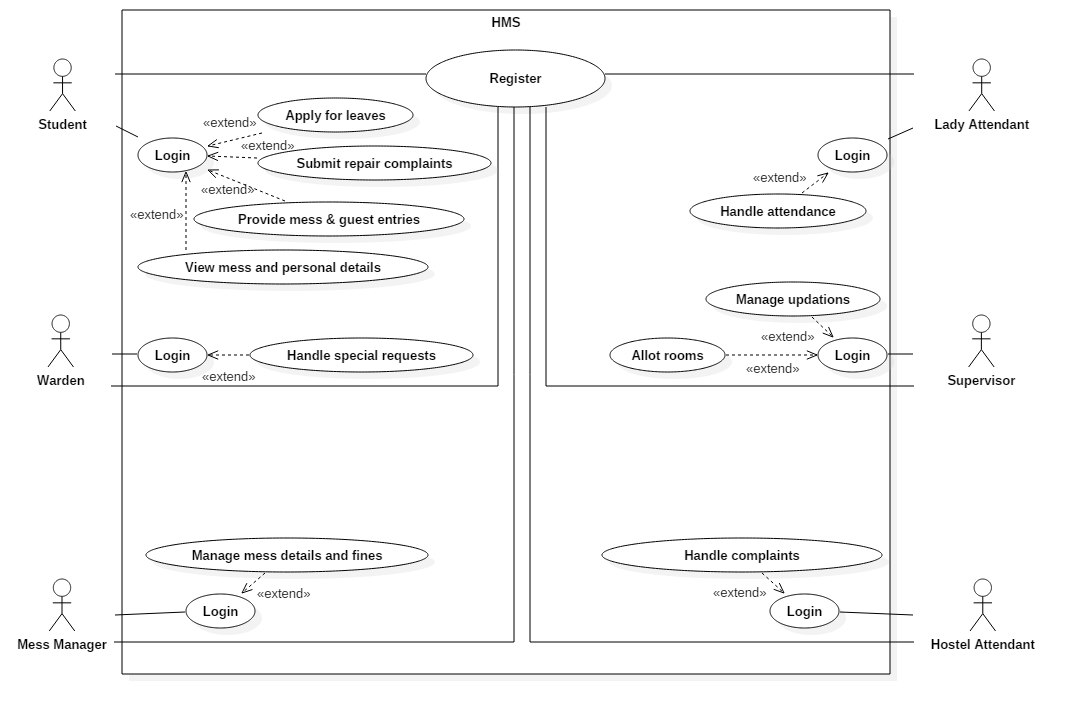 HMS
Register
Student
Lady Attendant
«extend»
Apply for leaves
Login
«extend»
Submit repair complaints
Login
«extend»
«extend»
Handle attendance
«extend»
Provide mess & guest entries
View mess and personal details
Manage updations
«extend»
Warden
Login
Handle special requests
«extend»
Allot rooms
«extend»
Login
Supervisor
Manage mess details and fines
Handle complaints
«extend»
«extend»
Login
Login
Mess Manager
Hostel Attendant